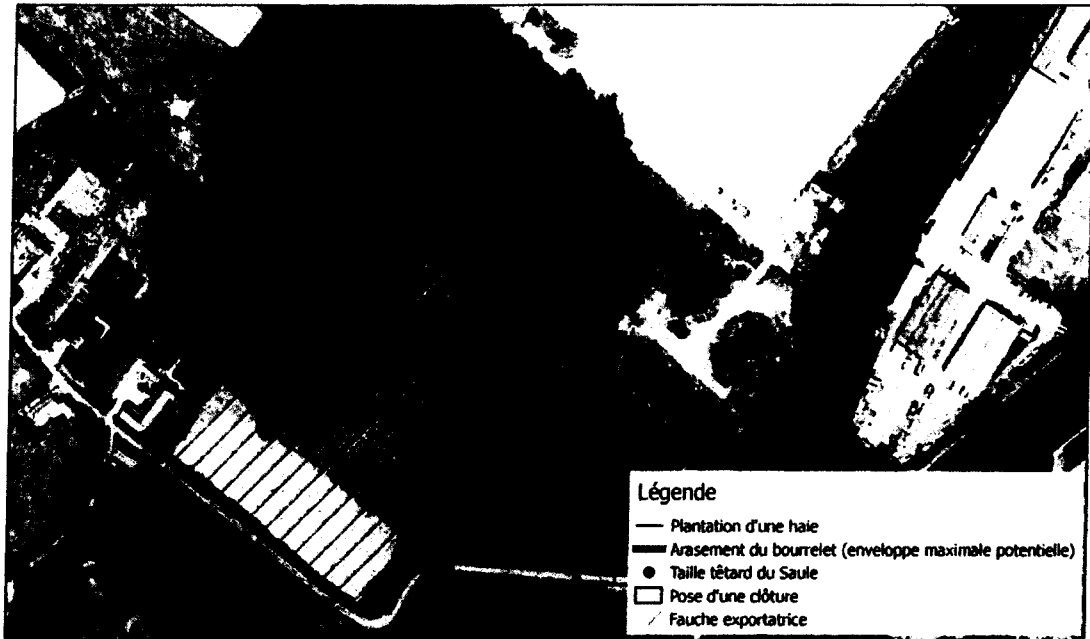 Légende
Plantation d'une haie
Arasement du bourrelet (enveloppe maximale potentielle)
Taille têtard du Saule
Pose d'une clôture
Fauche exportatrice